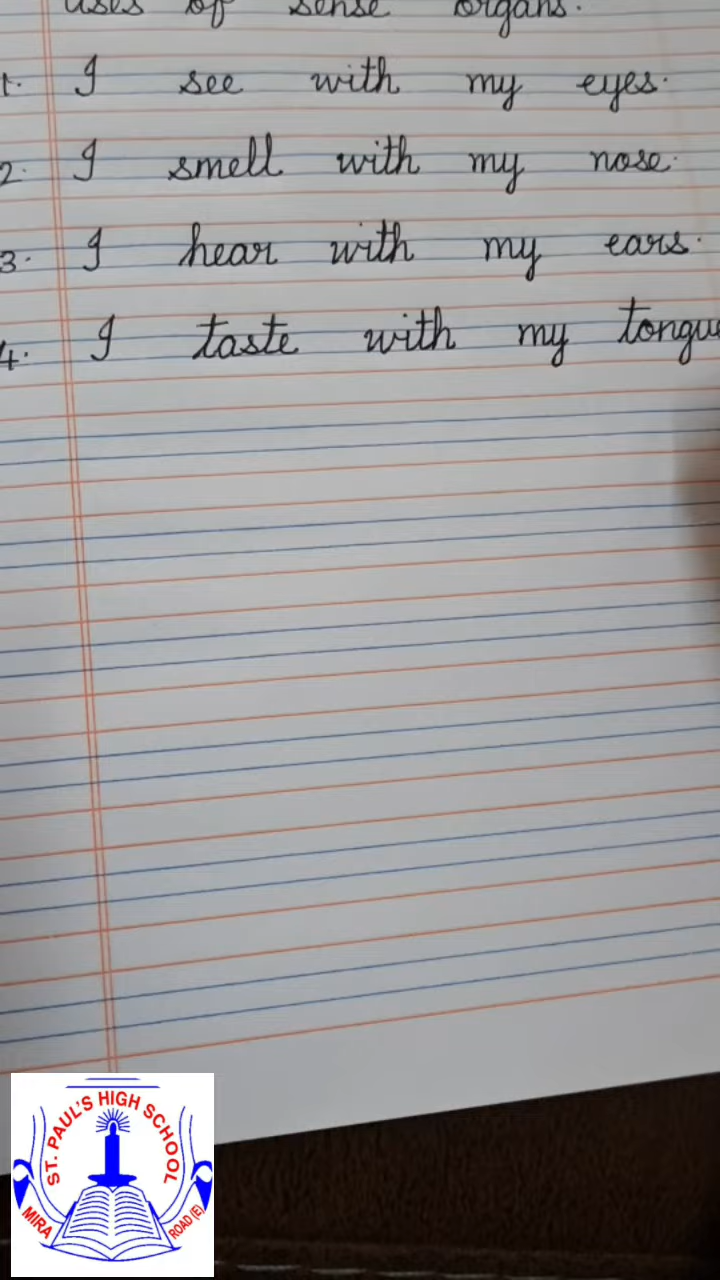 uses of sense organs.
1. I see with my eyes.
2. I smell with my nose.
3. I hear with my ears.
4. I taste with my tongue
ST. PAUL'S HIGH SCHOOL
MIRA ROAD (E)